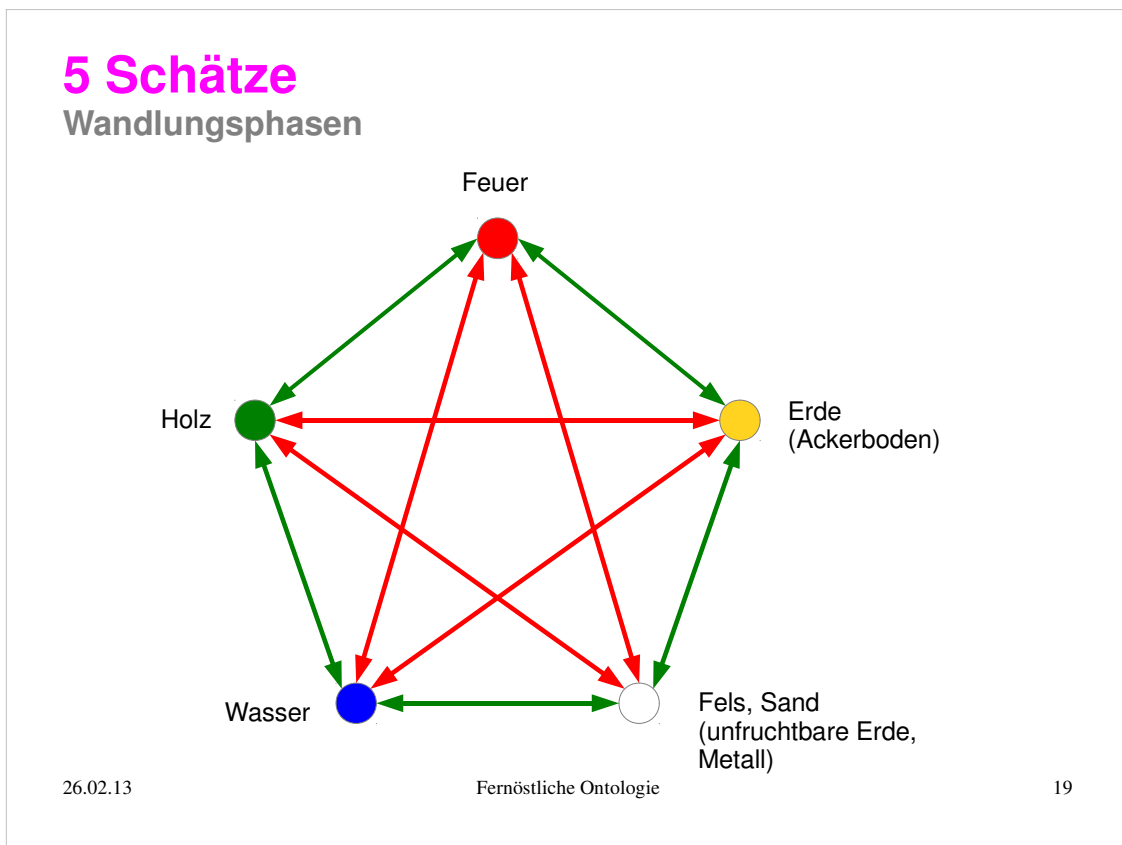 5 Schätze
Wandlungsphasen
Feuer
Holz
Erde
(Ackerboden)
Wasser
Fels, Sand
(unfruchtbare Erde,
Metall)
26.02.13
Fernöstliche Ontologie
19